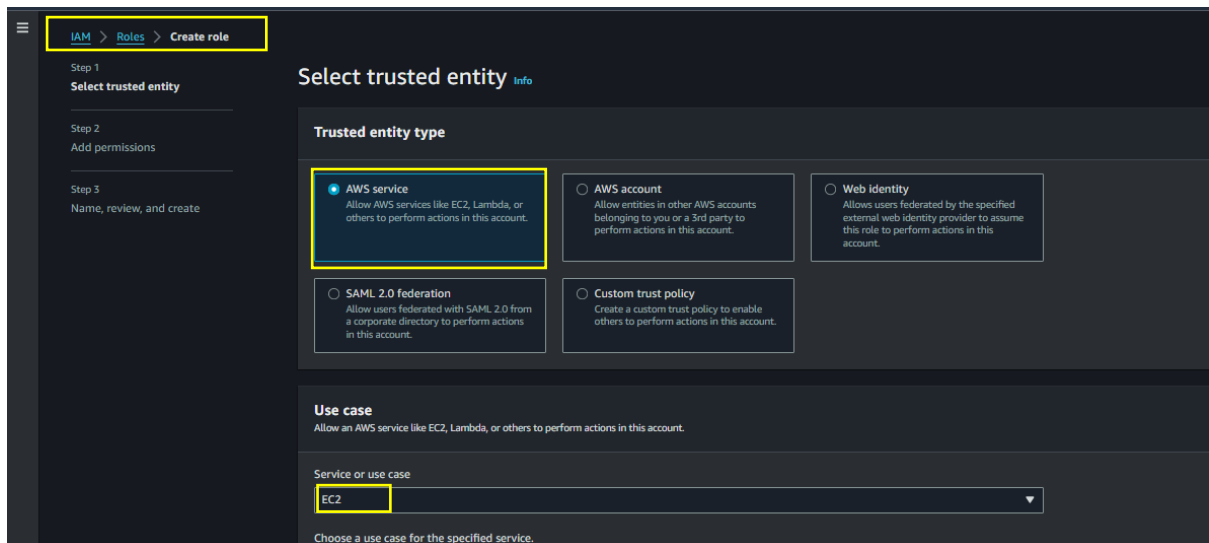 IAM > Roles > Create role
Step 1
Select trusted entity
Step 2
Add permissions
Step 3
Name, review, and create
Select trusted entity Info
Trusted entity type
AWS service
Allow AWS services like EC2, Lambda, or
others to perform actions in this account.
AWS account
Allow entities in other AWS accounts
belonging to you or a 3rd party to
perform actions in this account.
Web identity
Allows users federated by the specified
external web identity provider to assume
this role to perform actions in this
account.
SAML 2.0 federation
Allow users federated with SAML 2.0 from
a corporate directory to perform actions
in this account.
Custom trust policy
Create a custom trust policy to enable
others to perform actions in this account.
Use case
Allow an AWS service like EC2, Lambda, or others to perform actions in this account.
Service or use case
EC2
Choose a use case for the specified service.